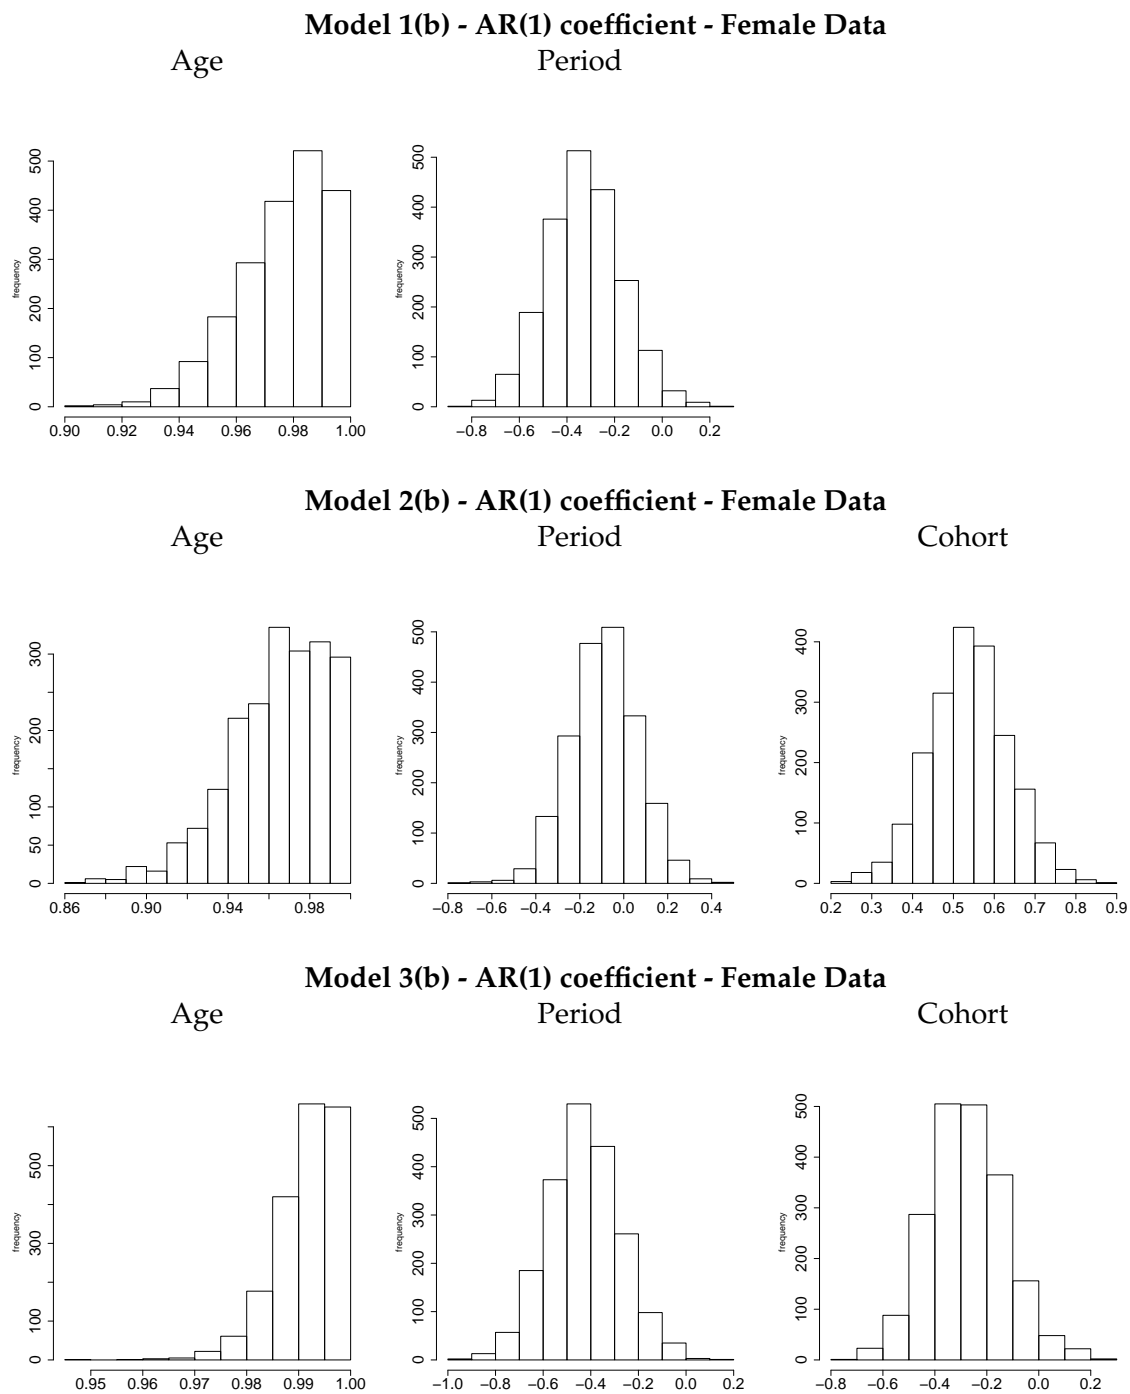 Model 1(b) - AR(1) coefficient - Female Data
Age Period
frequency
0 100 200 300 400 500
0.90 0.92 0.94 0.96 0.98 1.00
frequency
0 100 200 300 400 500
−0.8 −0.6 −0.4 −0.2 0.0 0.2
Model 2(b) - AR(1) coefficient - Female Data
Age Period Cohort
frequency
0 50 100 200 300
0.86 0.90 0.94 0.98
frequency
0 100 200 300 400 500
−0.8 −0.6 −0.4 −0.2 0.0 0.2 0.4
frequency
0 100 200 300 400
0.2 0.3 0.4 0.5 0.6 0.7 0.8 0.9
Model 3(b) - AR(1) coefficient - Female Data
Age Period Cohort
frequency
0 100 300 500
0.95 0.96 0.97 0.98 0.99 1.00
frequency
0 100 200 300 400 500
−1.0 −0.8 −0.6 −0.4 −0.2 0.0 0.2
frequency
0 100 200 300 400 500
−0.8 −0.6 −0.4 −0.2 0.0 0.2